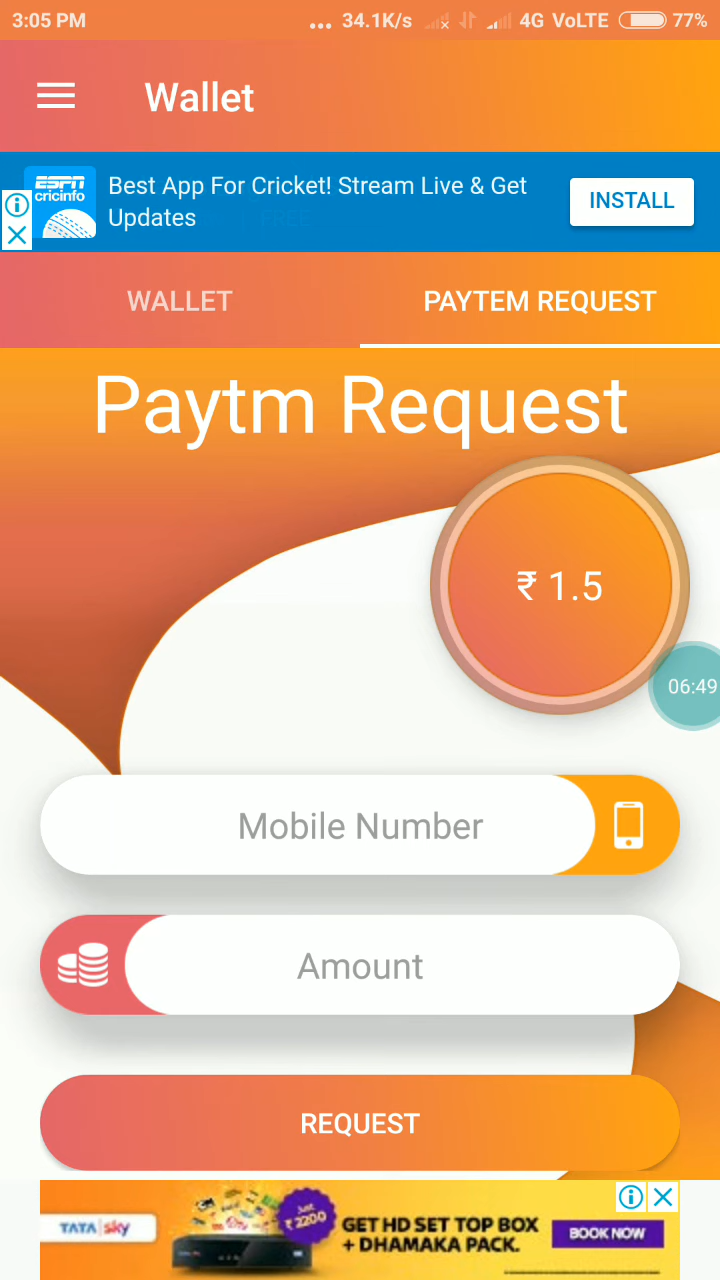 3:05 PM ... 34.1K/s 4G VoLTE 77%
Wallet
ESPN
cricinfo
Best App For Cricket! Stream Live & Get
Updates
INSTALL
WALLET PAYTEM REQUEST
Paytm Request
₹ 1.5
06:49
Mobile Number
Amount
REQUEST
TATA sky
Just
₹2200
GET HD SET TOP BOX
+ DHAMAKA PACK.
BOOK NOW